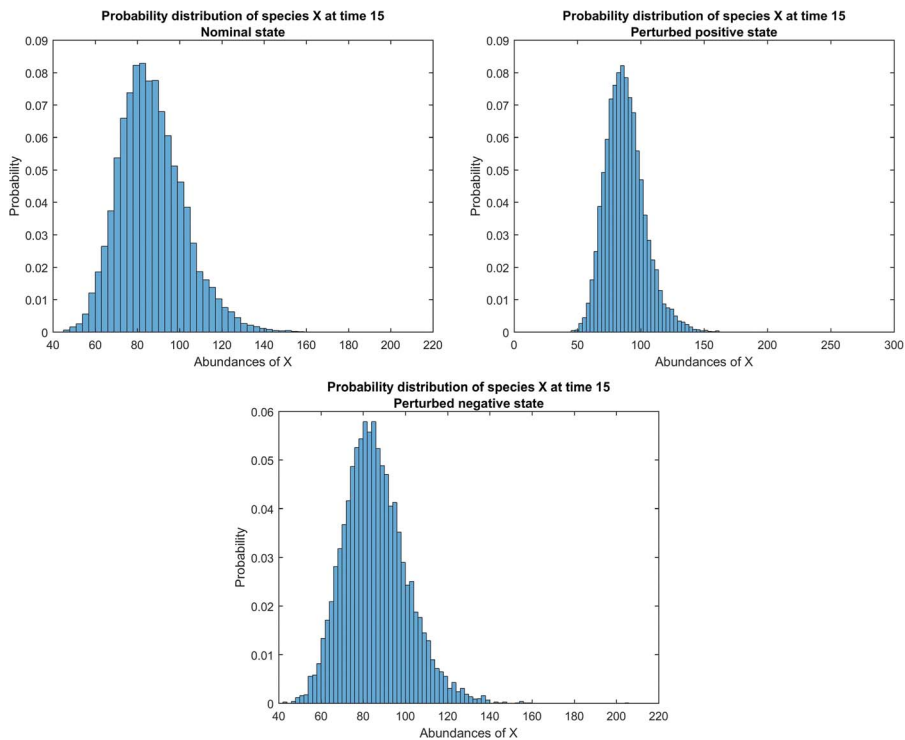 Probability distribution of species X at time 15
Nominal state
0.09
0.08
0.07
0.06
0.05
0.04
0.03
0.02
0.01
0
Probability
40 60 80 100 120 140 160 180 200 220
Abundances of X
Probability distribution of species X at time 15
Perturbed positive state
0.09
0.08
0.07
0.06
0.05
0.04
0.03
0.02
0.01
0
Probability
0 50 100 150 200 250 300
Abundances of X
Probability distribution of species X at time 15
Perturbed negative state
0.06
0.05
0.04
0.03
0.02
0.01
0
Probability
40 60 80 100 120 140 160 180 200 220
Abundances of X